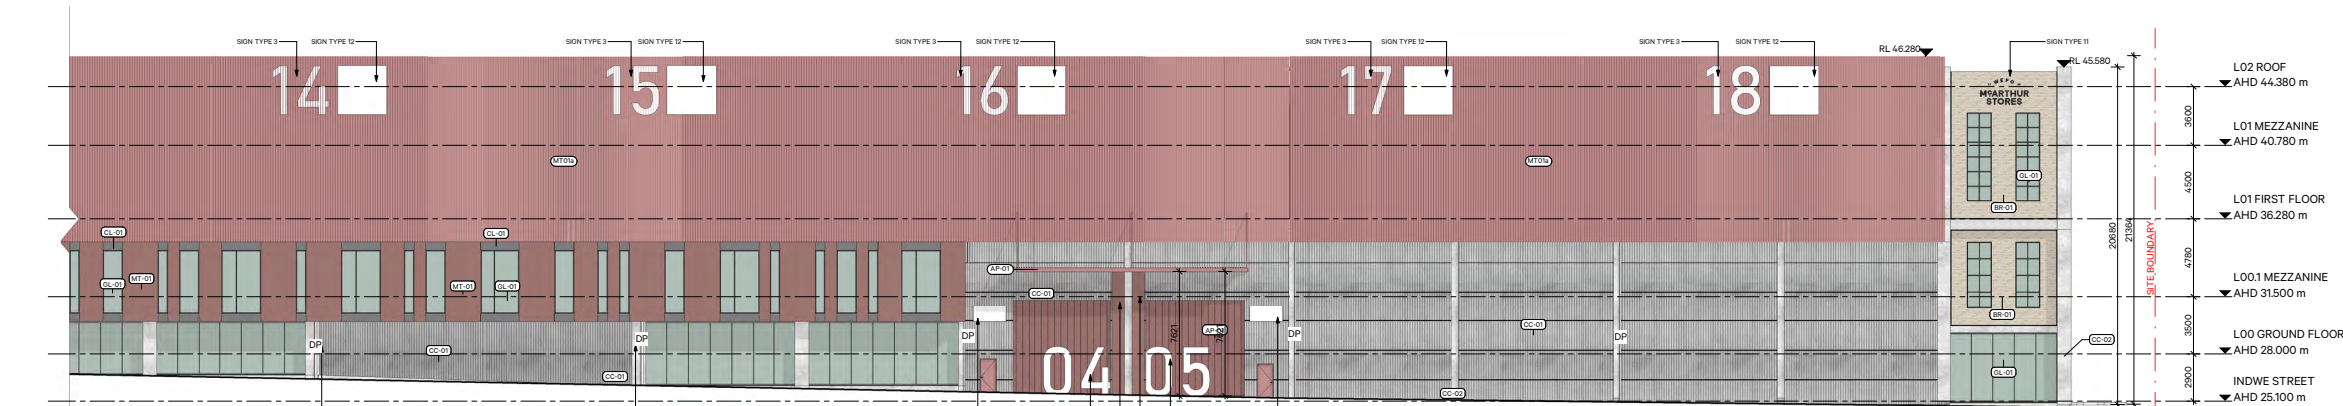 SIGN TYPE 3
SIGN TYPE 12
SIGN TYPE 3
SIGN TYPE 12
SIGN TYPE 3
SIGN TYPE 12
SIGN TYPE 3
SIGN TYPE 12
SIGN TYPE 3
SIGN TYPE 12
RL 46.280
SIGN TYPE 11
RL 45.580
14
15
16
17
18
McARTHUR
STORES
L02 ROOF
AHD 44.380 m
3600
L01 MEZZANINE
AHD 40.780 m
MT01a
MT01a
GL-01
4500
BR-01
L01 FIRST FLOOR
AHD 36.280 m
CL-01
CL-01
20680
21364
SITE BOUNDARY
4780
AP-01
GL-01
MT-01
MT-01
GL-01
CC-01
L00.1 MEZZANINE
AHD 31.500 m
BR-01
3500
DP
DP
DP
7621
DP
CC-01
DP
CC-02
L00 GROUND FLOOR
AHD 28.000 m
CC-01
CC-01
04
05
GL-01
CC-02
2900
INDWE STREET
AHD 25.100 m